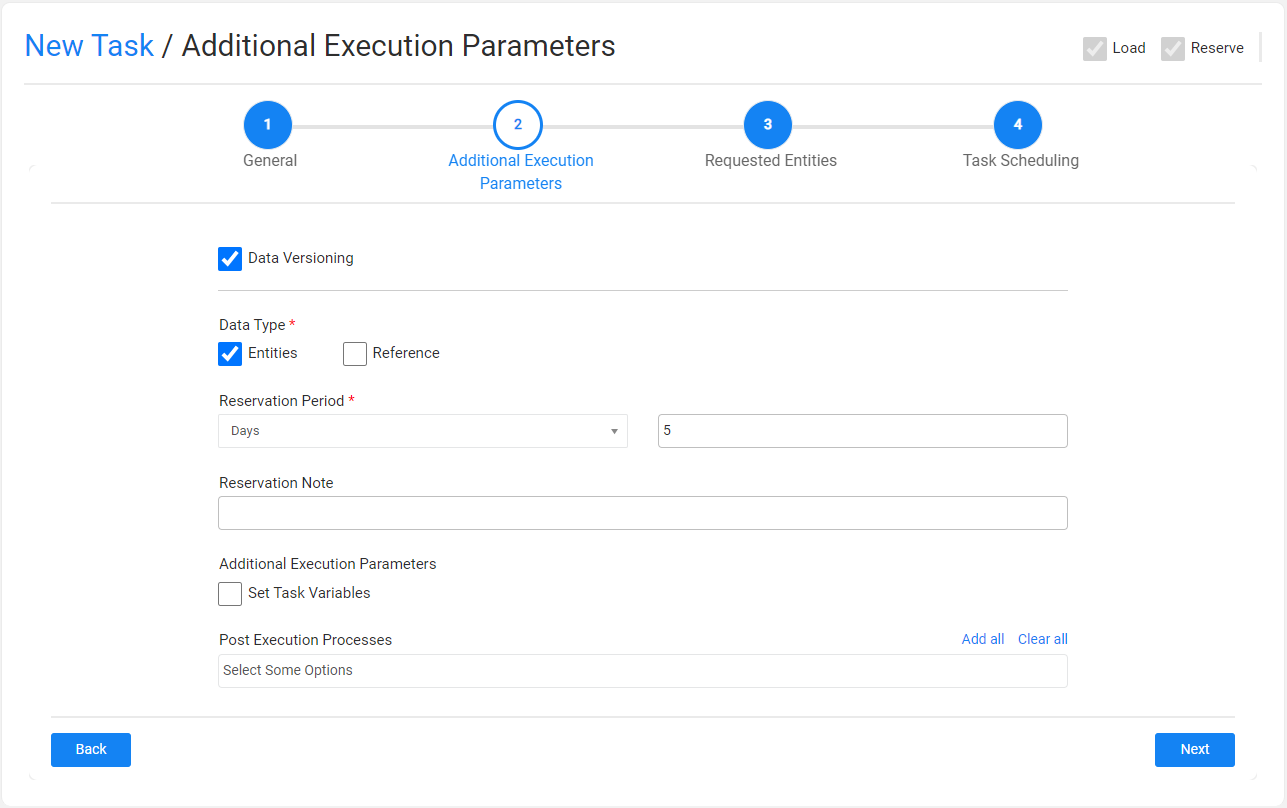 New Task / Additional Execution Parameters
Load Reserve
1 2 3 4
General Additional Execution Requested Entities Task Scheduling
Parameters
Data Versioning
Data Type *
Entities Reference
Reservation Period *
Days 5
Reservation Note
Additional Execution Parameters
Set Task Variables
Post Execution Processes Add all Clear all
Select Some Options
Back Next